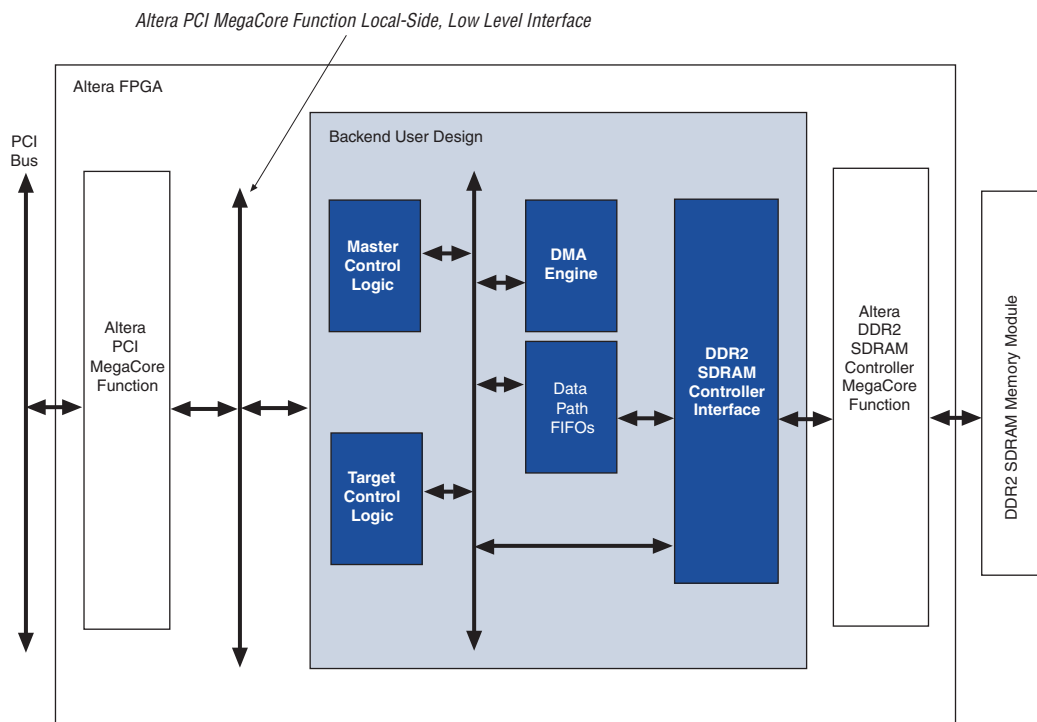 Altera PCI MegaCore Function Local-Side, Low Level Interface
Altera FPGA
PCI
Bus
Backend User Design
Altera
PCI
MegaCore
Function
Master
Control
Logic
Target
Control
Logic
DMA
Engine
Data
Path
FIFOs
DDR2
SDRAM
Controller
Interface
Altera
DDR2
SDRAM
Controller
MegaCore
Function
DDR2 SDRAM Memory Module